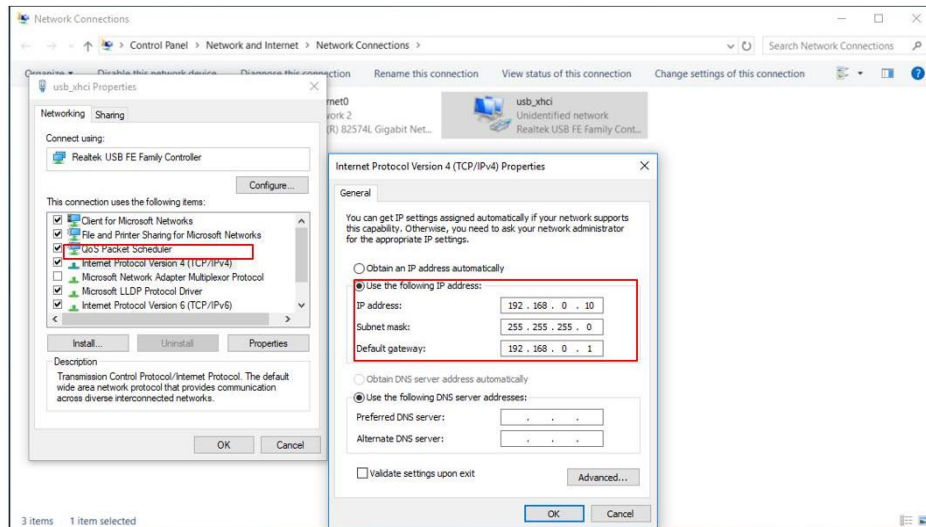 Network Connections
Control Panel > Network and Internet > Network Connections >
Search Network Connections
Organize Disable this network device Diagnose this connection Rename this connection View status of this connection Change settings of this connection
usb_xhci Properties
Networking Sharing
Connect using:
Realtek USB FE Family Controller
Configure...
This connection uses the following items:
Client for Microsoft Networks
File and Printer Sharing for Microsoft Networks
QoS Packet Scheduler
Internet Protocol Version 4 (TCP/IPv4)
Microsoft Network Adapter Multiplexor Protocol
Microsoft LLDP Protocol Driver
Internet Protocol Version 6 (TCP/IPv6)
Install... Uninstall Properties
Description
Transmission Control Protocol/Internet Protocol. The default
wide area network protocol that provides communication
across diverse interconnected networks.
OK Cancel
rnet0
work 2
(R) 82574L Gigabit Net...
usb_xhci
Unidentified network
Realtek USB FE Family Cont...
Internet Protocol Version 4 (TCP/IPv4) Properties
General
You can get IP settings assigned automatically if your network supports
this capability. Otherwise, you need to ask your network administrator
for the appropriate IP settings.
Obtain an IP address automatically
Use the following IP address:
IP address: 192 . 168 . 0 . 10
Subnet mask: 255 . 255 . 255 . 0
Default gateway: 192 . 168 . 0 . 1
Obtain DNS server address automatically
Use the following DNS server addresses:
Preferred DNS server: . . .
Alternate DNS server: . . .
Validate settings upon exit
Advanced...
OK Cancel
3 items 1 item selected